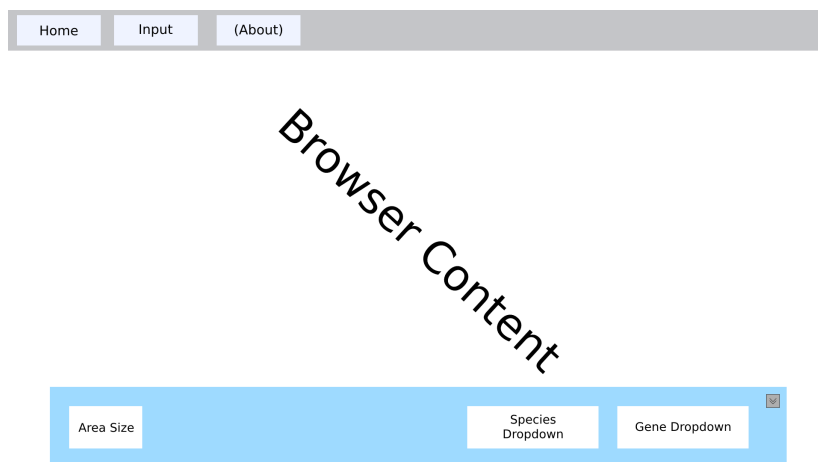 Home
Input
(About)
Browser Content
Area Size
Species
Dropdown
Gene Dropdown